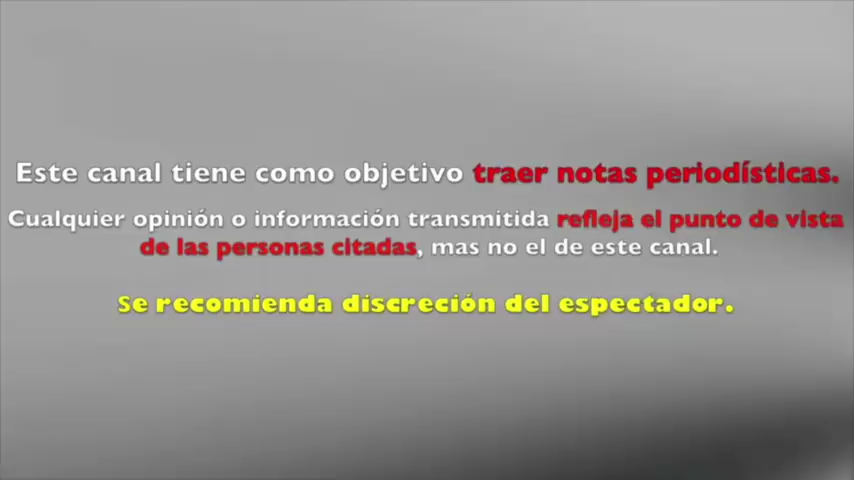 Este canal tiene como objetivo traer notas periodísticas.
Cualquier opinión o información transmitida refleja el punto de vista
de las personas citadas, mas no el de este canal.
Se recomienda discreción del espectador.